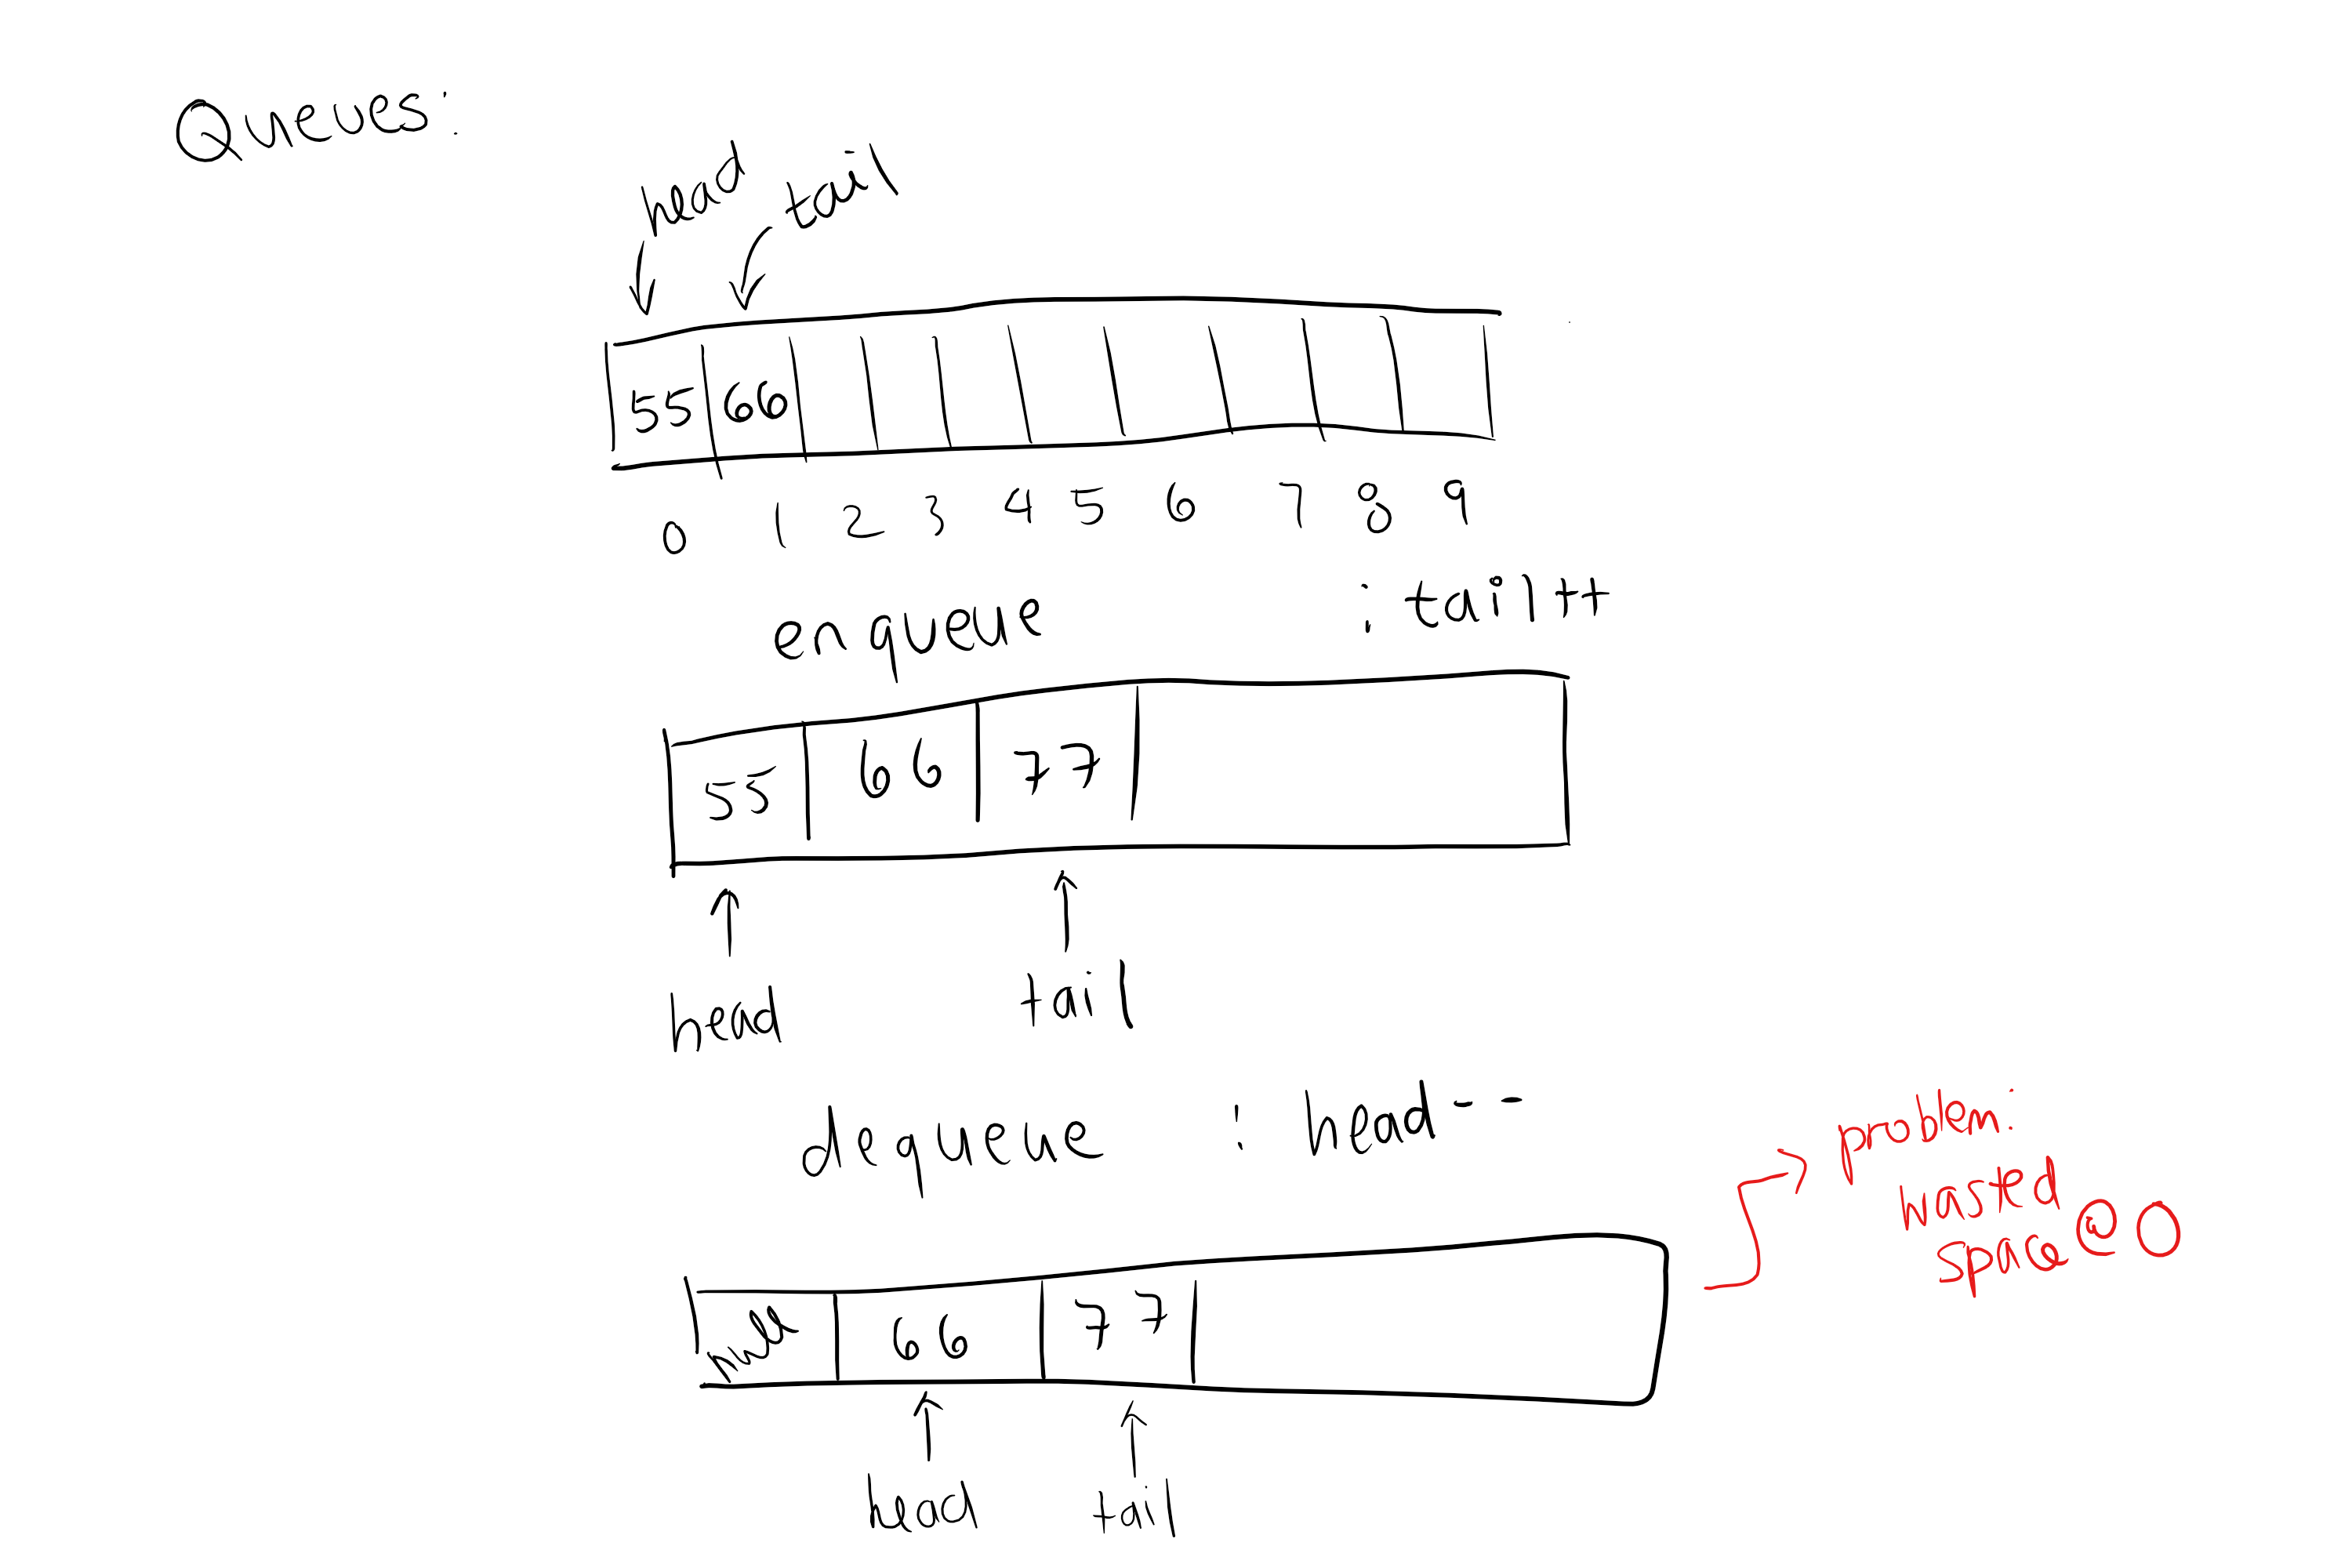 Queues:
head tail
55 66
0 1 2 3 4 5 6 7 8 9
enqueue : tail++
55 66 77
head tail
dequeue : head--
problem:
wasted
space @ 0
null 66 77
head tail